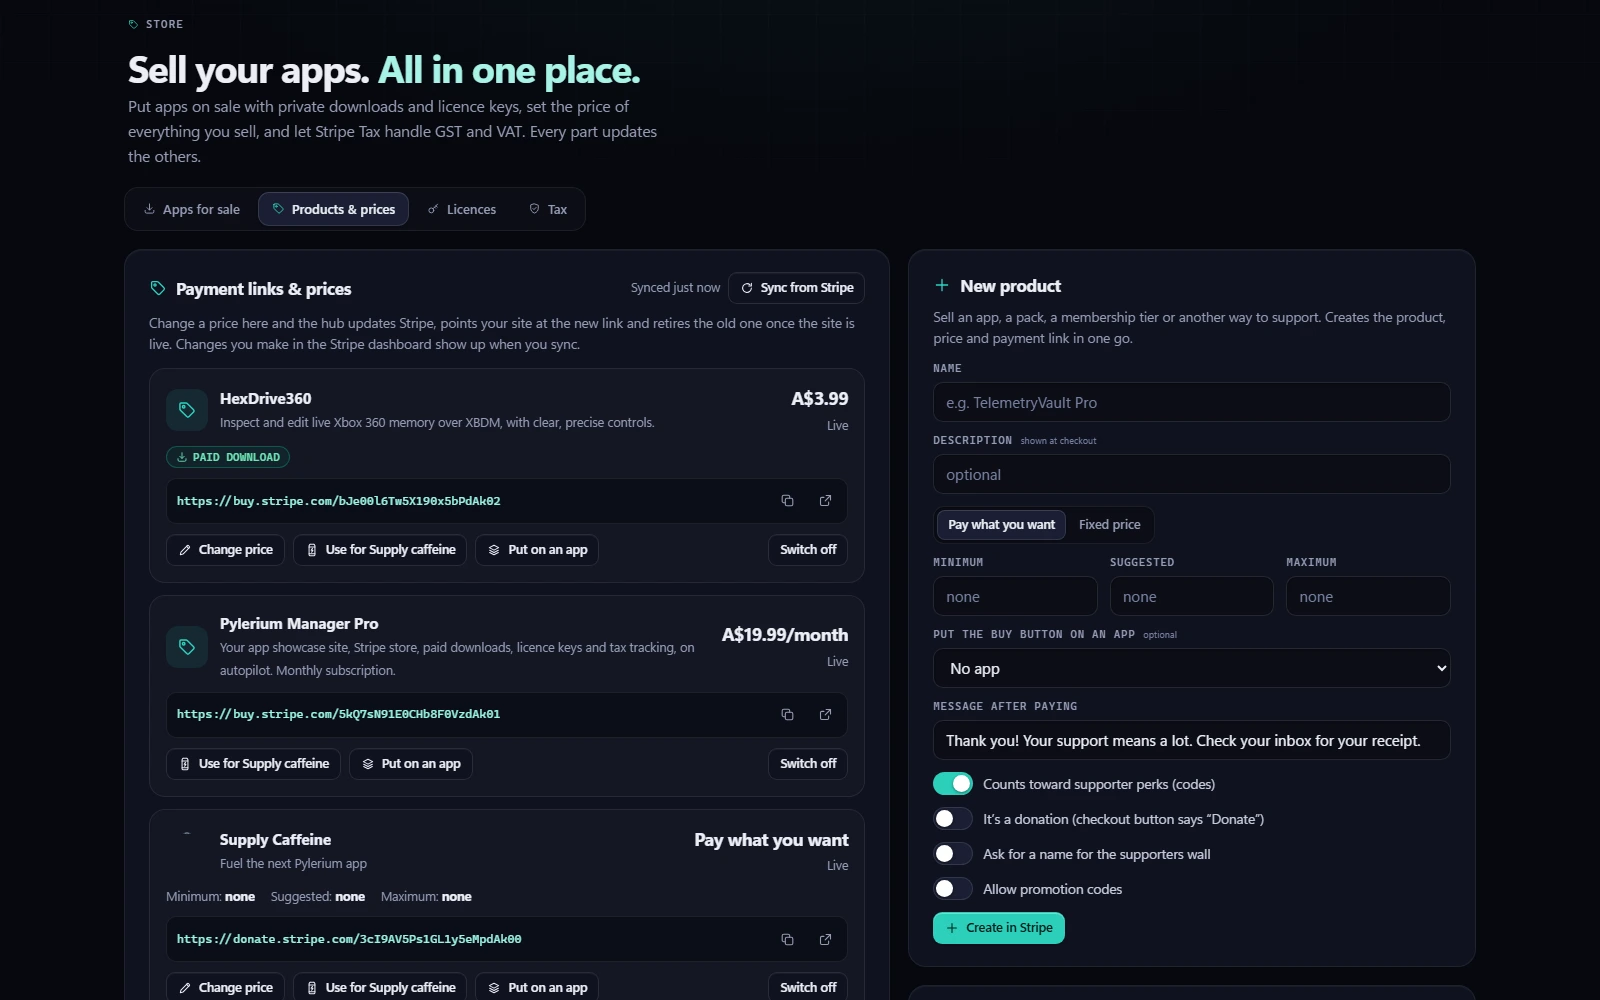 STORE
Sell your apps. All in one place.
Put apps on sale with private downloads and licence keys, set the price of
everything you sell, and let Stripe Tax handle GST and VAT. Every part updates
the others.
Apps for sale
Products & prices
Licences
Tax
Payment links & prices
Synced just now
Sync from Stripe
Change a price here and the hub updates Stripe, points your site at the new link and retires the old one once the site is
live. Changes you make in the Stripe dashboard show up when you sync.
HexDrive360
A$3.99
Inspect and edit live Xbox 360 memory over XBDM, with clear, precise controls.
Live
PAID DOWNLOAD
https://buy.stripe.com/bJe00l6Tw5X190x5bPdAk02
Change price
Use for Supply caffeine
Put on an app
Switch off
Pylerium Manager Pro
A$19.99/month
Your app showcase site, Stripe store, paid downloads, licence keys and tax tracking, on
autopilot. Monthly subscription.
Live
https://buy.stripe.com/5kQ7sN91E0CHb8F0VzdAk01
Use for Supply caffeine
Put on an app
Switch off
Supply Caffeine
Pay what you want
Fuel the next Pylerium app
Live
Minimum: none
Suggested: none
Maximum: none
https://donate.stripe.com/3cI9AV5Ps1GL1y5eMpdAk00
Change price
Use for Supply caffeine
Put on an app
Switch off
New product
Sell an app, a pack, a membership tier or another way to support. Creates the product,
price and payment link in one go.
NAME
e.g. TelemetryVault Pro
DESCRIPTION shown at checkout
optional
Pay what you want
Fixed price
MINIMUM
SUGGESTED
MAXIMUM
none
none
none
PUT THE BUY BUTTON ON AN APP optional
No app
MESSAGE AFTER PAYING
Thank you! Your support means a lot. Check your inbox for your receipt.
Counts toward supporter perks (codes)
It's a donation (checkout button says “Donate”)
Ask for a name for the supporters wall
Allow promotion codes
Create in Stripe